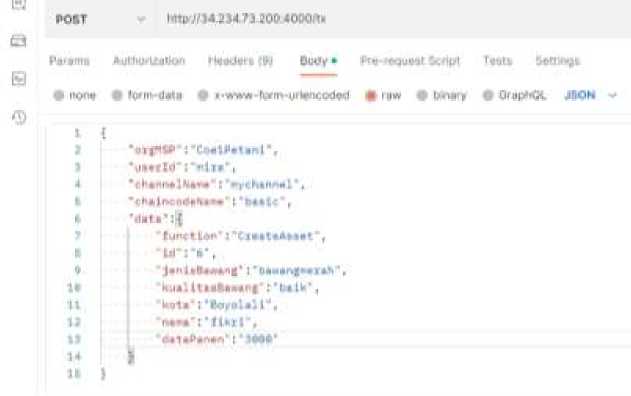 POST http://34.234.73.200:4000/tx
Params Authorization Headers (9) Body Pre-request Script Tests Settings
none form-data x-www-form-urlencoded raw binary GraphQL JSON
1 {
2 "orgMSP":"CoelPetani",
3 "userId":"mira",
4 "channelName":"mychannel",
5 "chaincodeName":"basic",
6 "data":{
7 "function":"CreateAsset",
8 "id":"6",
9 "jenisBawang":"bawangmerah",
10 "kualitasBawang":"baik",
11 "kota":"Boyolali",
12 "nama":"fikri",
13 "dataPanen":"3000"
14 }
15 }